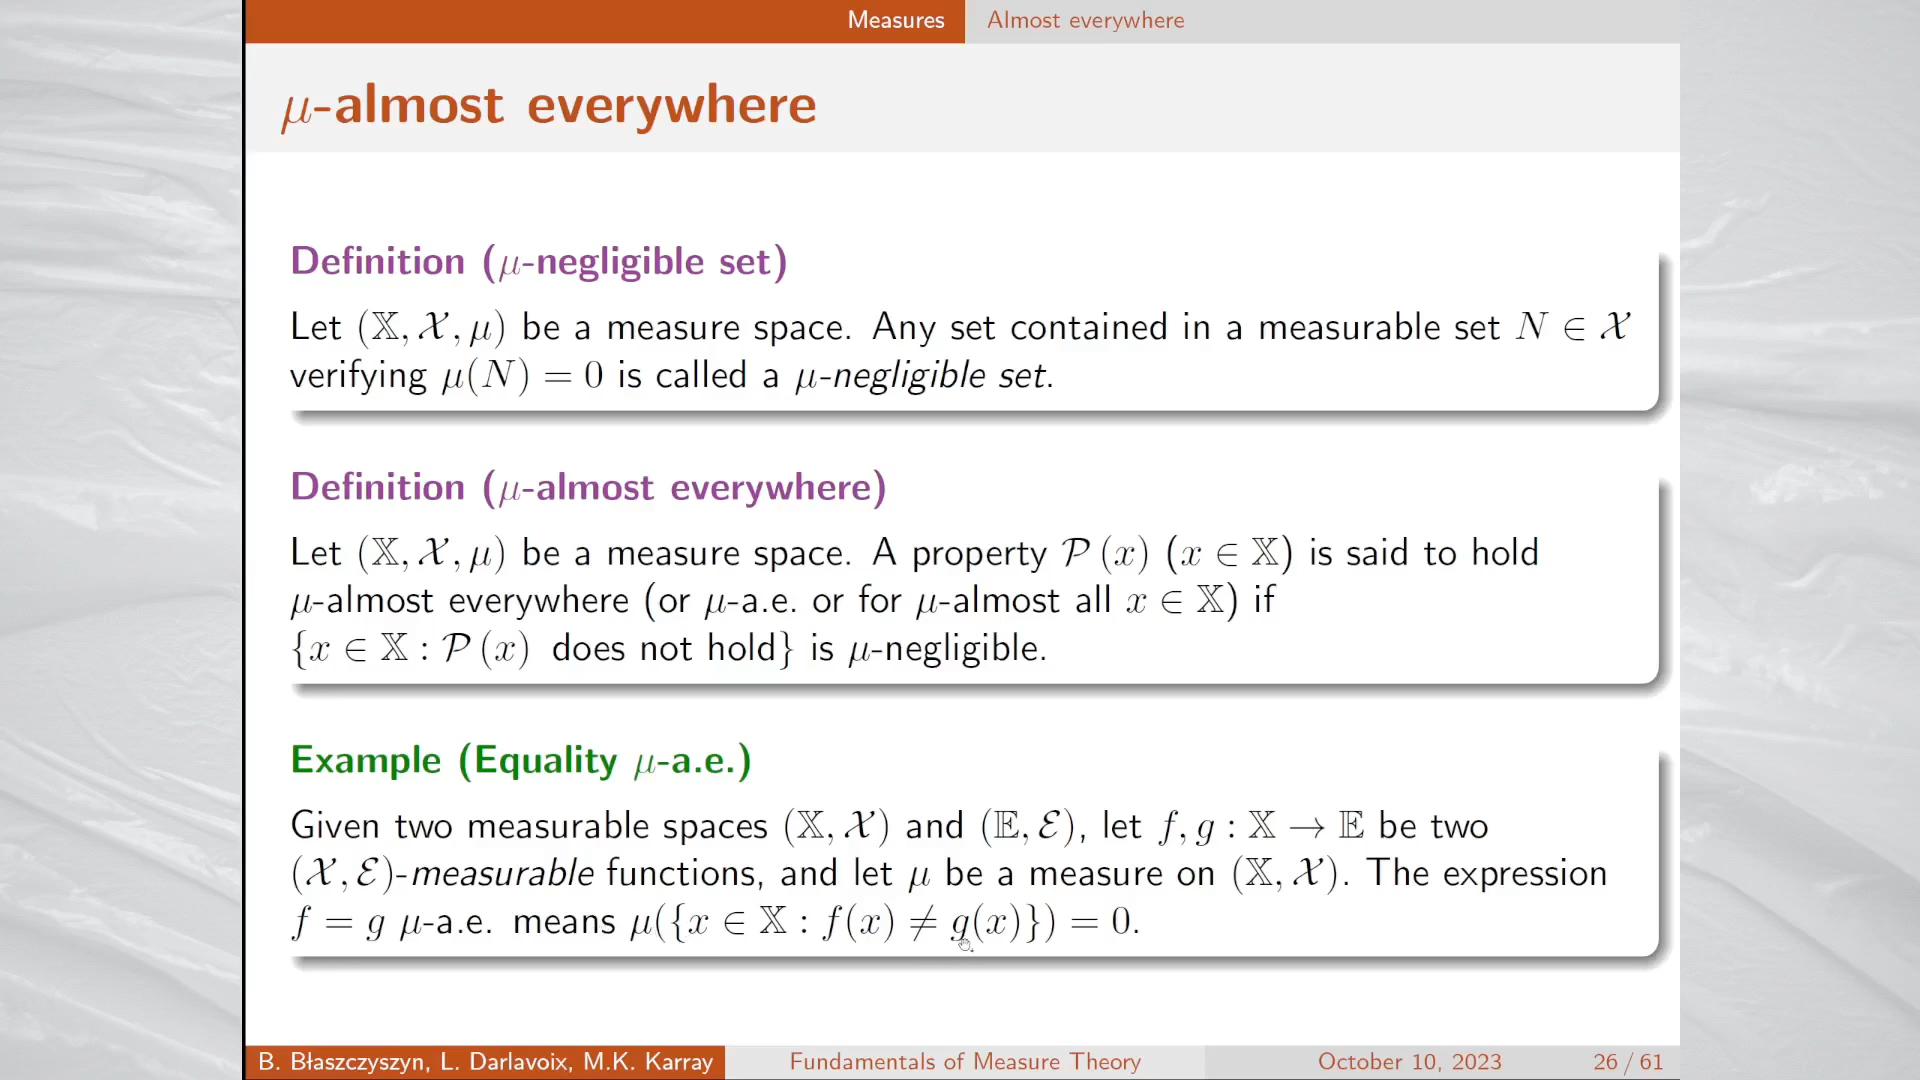 Measures Almost everywhere
μ-almost everywhere
Definition (μ-negligible set)
Let (𝕏, 𝒳, μ) be a measure space. Any set contained in a measurable set N ∈ 𝒳
verifying μ(N) = 0 is called a μ-negligible set.
Definition (μ-almost everywhere)
Let (𝕏, 𝒳, μ) be a measure space. A property 𝒫 (x) (x ∈ 𝕏) is said to hold
μ-almost everywhere (or μ-a.e. or for μ-almost all x ∈ 𝕏) if
{x ∈ 𝕏 : 𝒫 (x) does not hold} is μ-negligible.
Example (Equality μ-a.e.)
Given two measurable spaces (𝕏, 𝒳) and (𝔼, ℰ), let f, g : 𝕏 → 𝔼 be two
(𝒳, ℰ)-measurable functions, and let μ be a measure on (𝕏, 𝒳). The expression
f = g μ-a.e. means μ({x ∈ 𝕏 : f(x) ≠ g(x)}) = 0.
B. Błaszczyszyn, L. Darlavoix, M.K. Karray Fundamentals of Measure Theory October 10, 2023 26 / 61